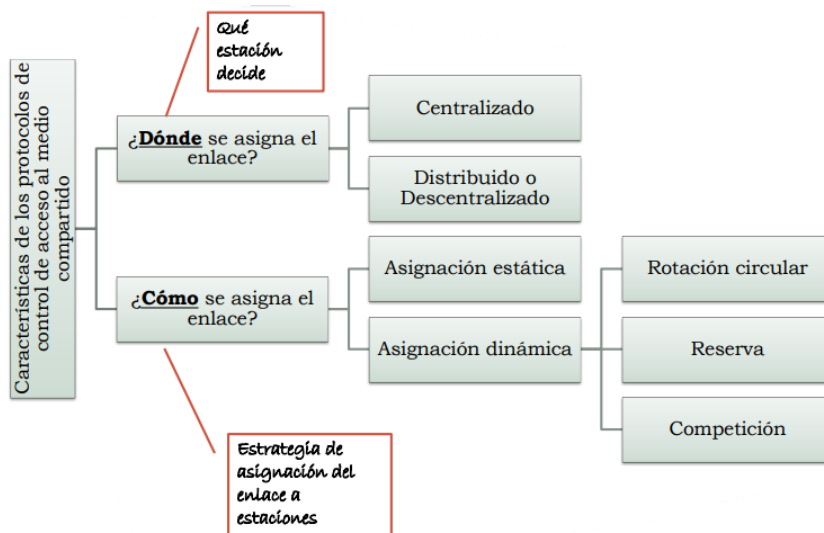 Qué
estación
decide
Características de los protocolos de
control de acceso al medio
compartido
¿Dónde se asigna el
enlace?
Centralizado
Distribuido o
Descentralizado
¿Cómo se asigna el
enlace?
Asignación estática
Asignación dinámica
Rotación circular
Reserva
Competición
Estrategia de
asignación del
enlace a
estaciones